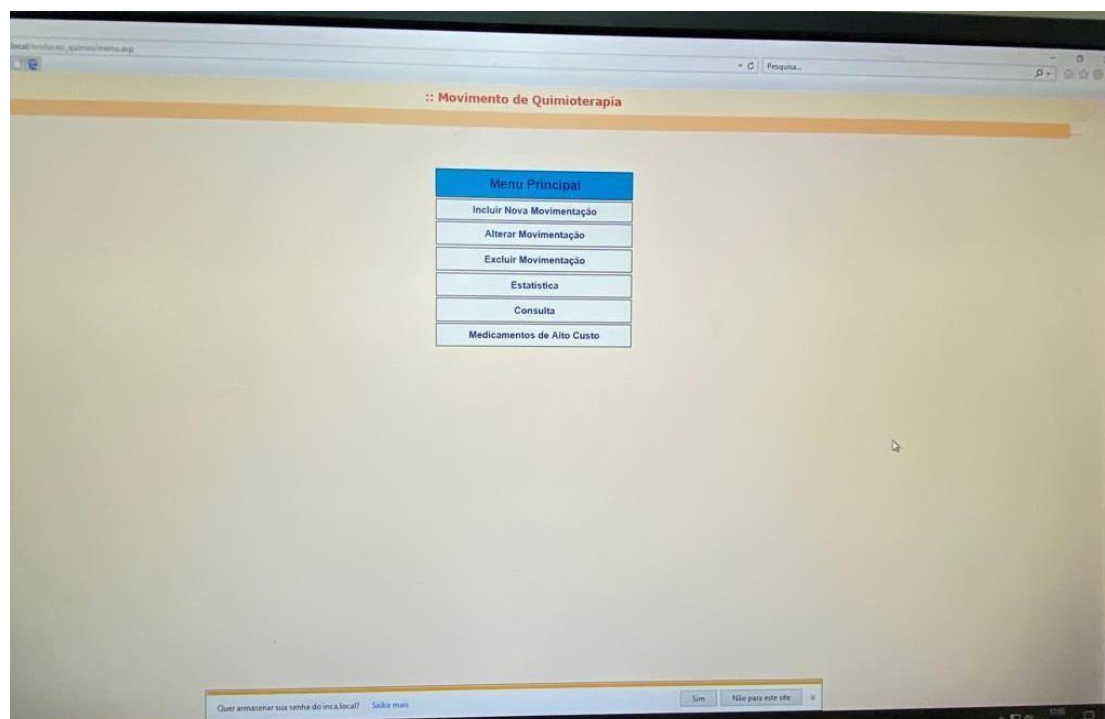 Pesquisa...
:: Movimento de Quimioterapia
Menu Principal
Incluir Nova Movimentação
Alterar Movimentação
Excluir Movimentação
Estatística
Consulta
Medicamentos de Alto Custo
Quer armazenar sua senha do inca.local? Saiba mais
Sim
Não para este site